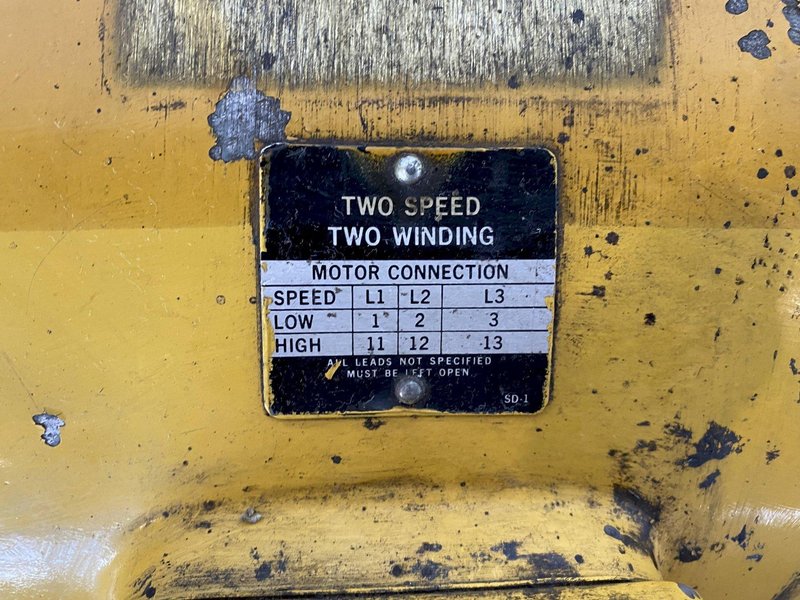 TWO SPEED
TWO WINDING
MOTOR CONNECTION
SPEED L1 L2 L3
LOW 1 2 3
HIGH 11 12 13
ALL LEADS NOT SPECIFIED
MUST BE LEFT OPEN
SD-1